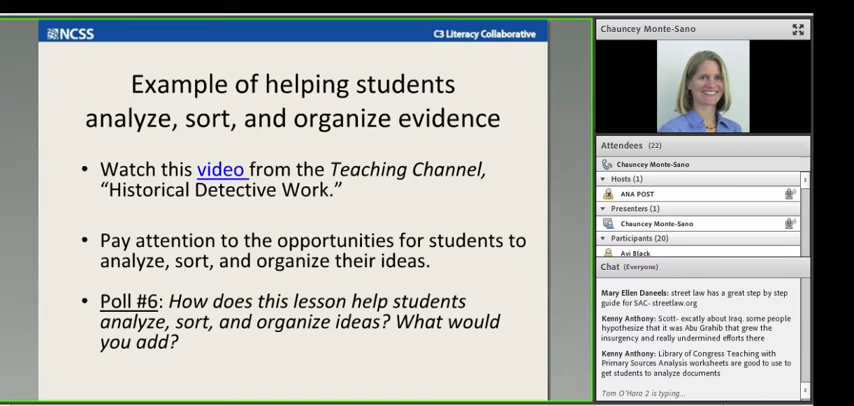 NCSS
C3 Literacy Collaborative
Example of helping students
analyze, sort, and organize evidence
• Watch this video from the Teaching Channel,
“Historical Detective Work.”
• Pay attention to the opportunities for students to
analyze, sort, and organize their ideas.
• Poll #6: How does this lesson help students
analyze, sort, and organize ideas? What would
you add?
Chauncey Monte-Sano
Attendees (22)
Chauncey Monte-Sano
Hosts (1)
ANA POST
Presenters (1)
Chauncey Monte-Sano
Participants (20)
Avi Black
Chat (Everyone)
Mary Ellen Daneels: street law has a great step by step
guide for SAC- streetlaw.org
Kenny Anthony: Scott- excatly about Iraq. some people
hypothesize that it was Abu Grahib that grew the
insurgency and really undermined efforts there
Kenny Anthony: Library of Congress Teaching with
Primary Sources Analysis worksheets are good to use to
get students to analyze documents
Tom O'Hara 2 is typing...